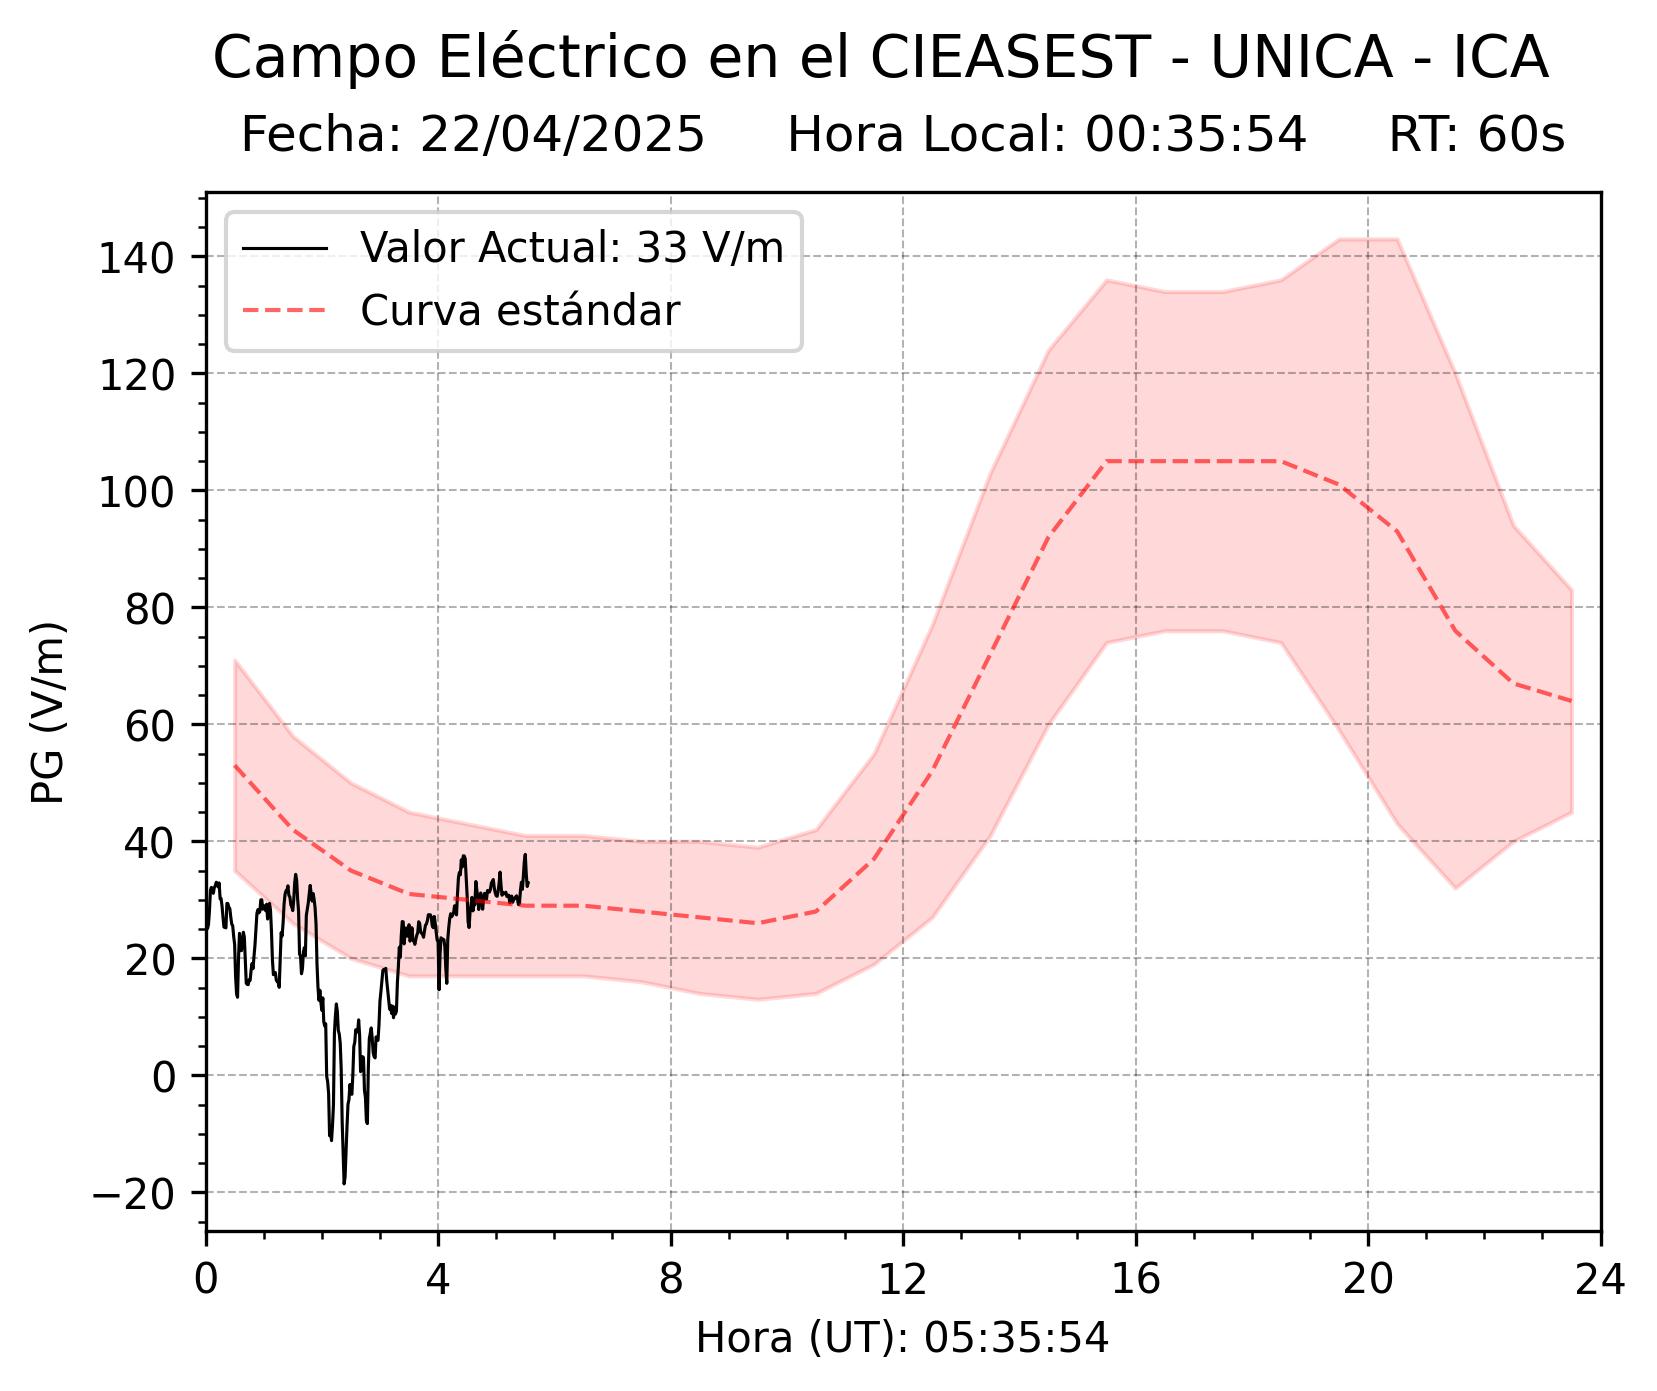 Campo Eléctrico en el CIEASEST - UNICA - ICA
Fecha: 22/04/2025 Hora Local: 00:35:54 RT: 60s
Valor Actual: 33 V/m
Curva estándar
PG (V/m)
140
120
100
80
60
40
20
0
−20
0 4 8 12 16 20 24
Hora (UT): 05:35:54